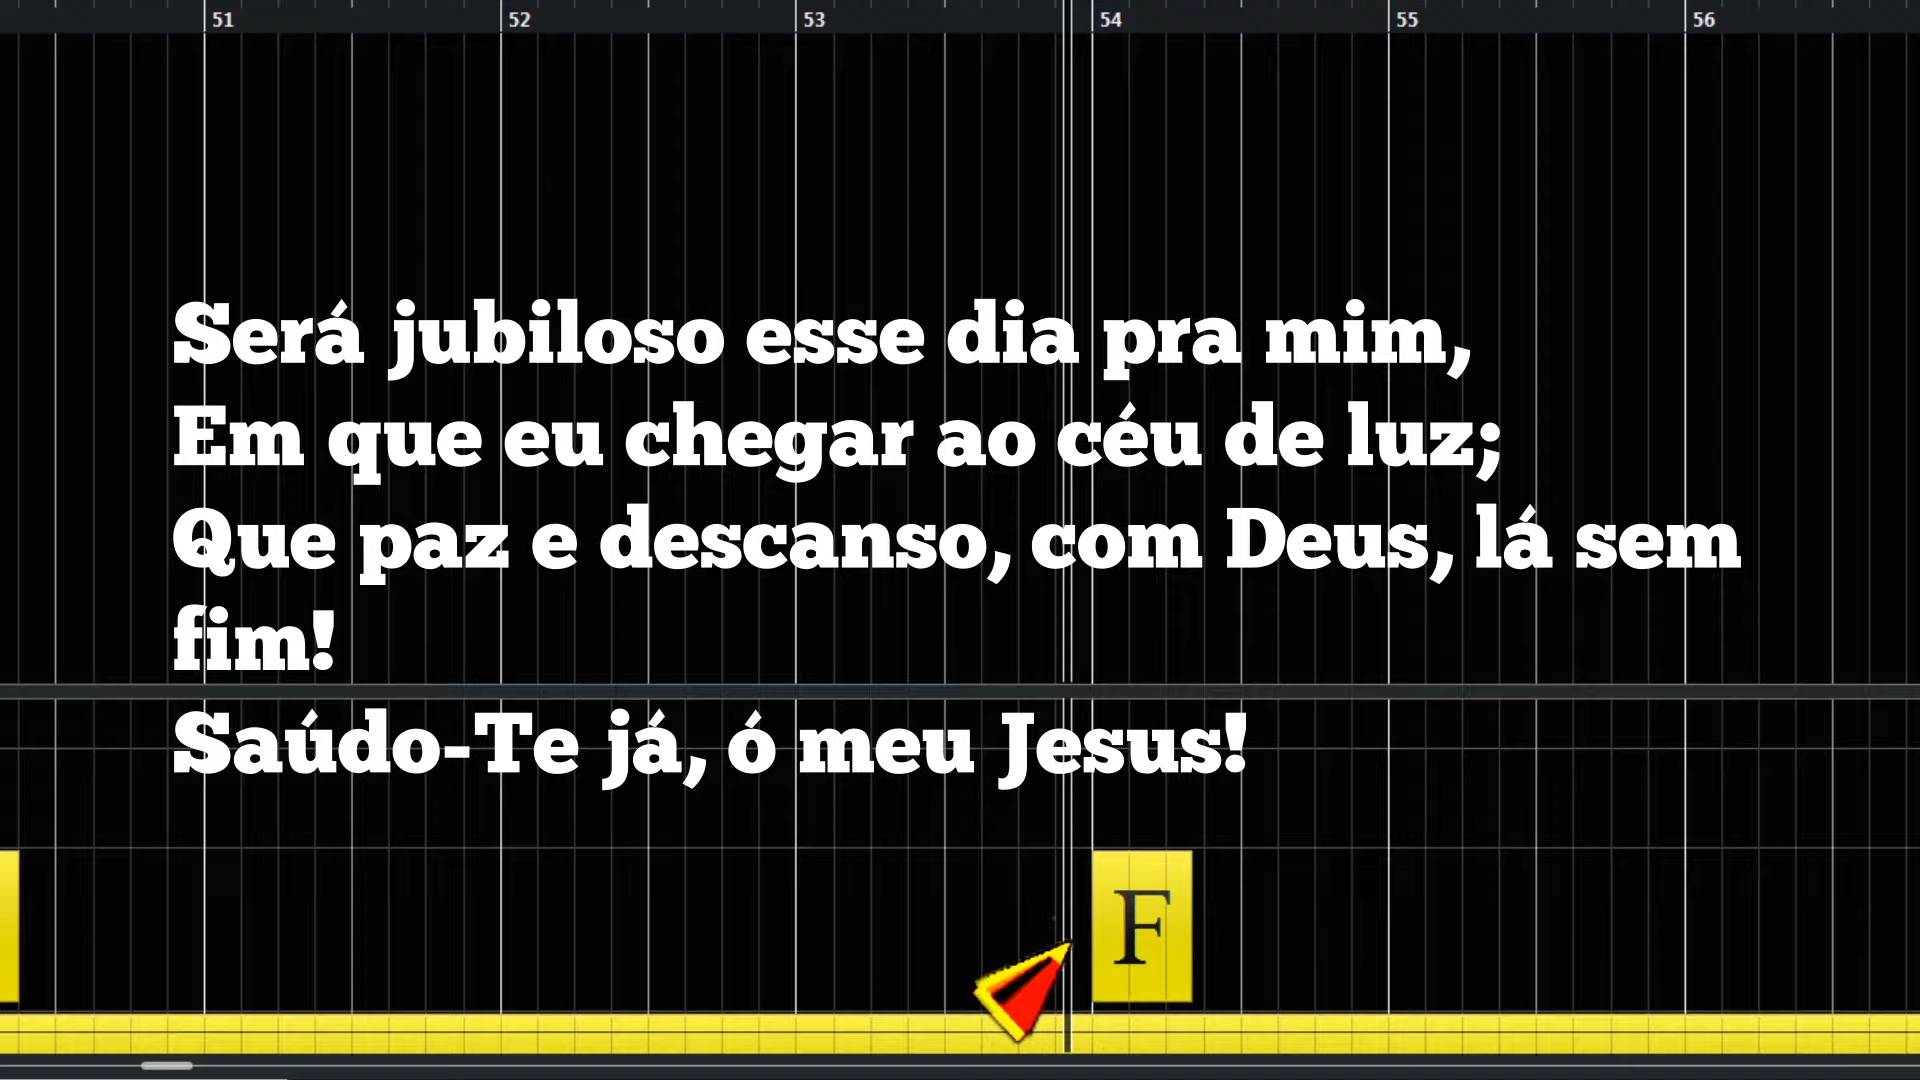 51 52 53 54 55 56
Será jubiloso esse dia pra mim,
Em que eu chegar ao céu de luz;
Que paz e descanso, com Deus, lá sem
fim!
Saúdo-Te já, ó meu Jesus!
F